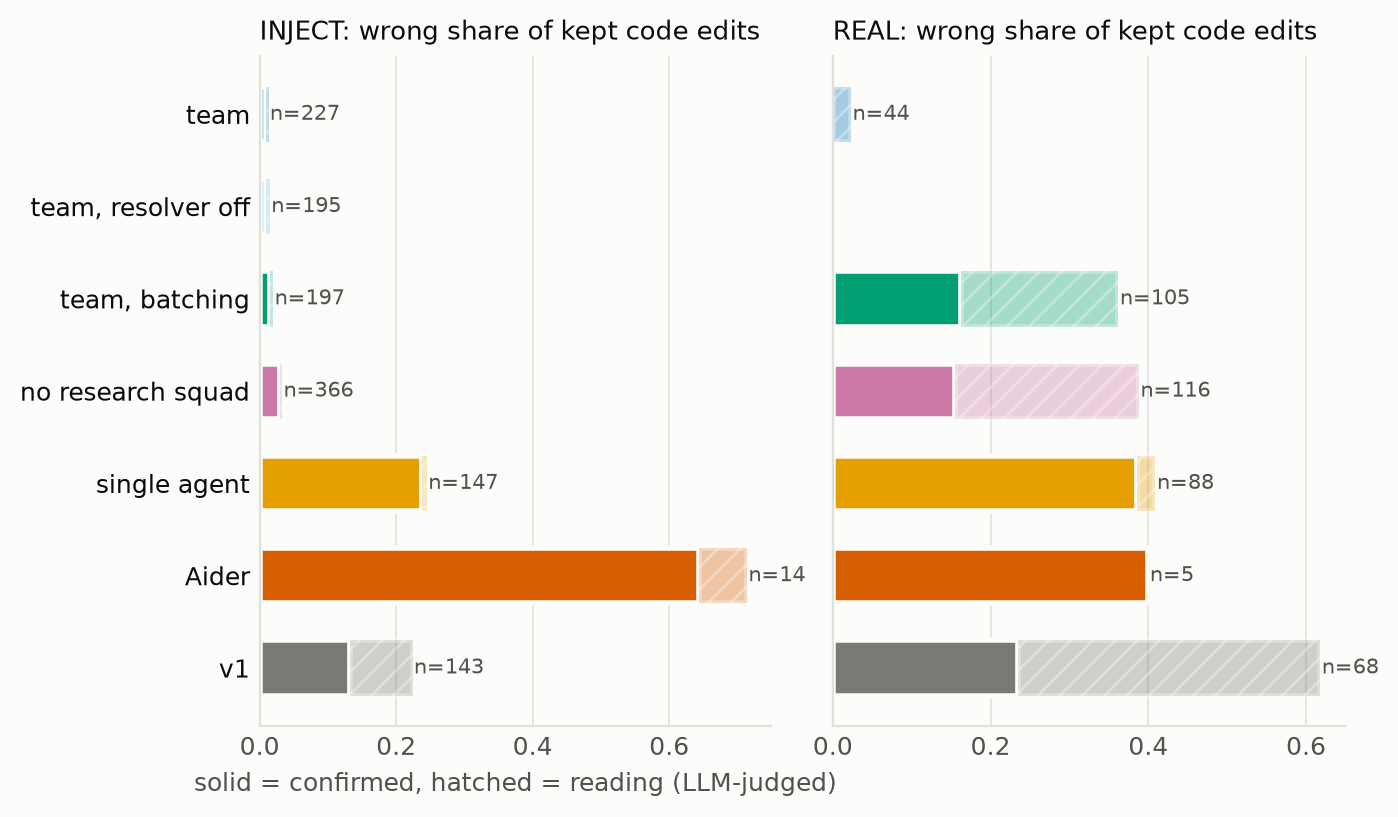 INJECT: wrong share of kept code edits
REAL: wrong share of kept code edits
team
n=227
n=44
team, resolver off
n=195
team, batching
n=197
n=105
no research squad
n=366
n=116
single agent
n=147
n=88
Aider
n=14
n=5
v1
n=143
n=68
0.0 0.2 0.4 0.6
0.0 0.2 0.4 0.6
solid = confirmed, hatched = reading (LLM-judged)